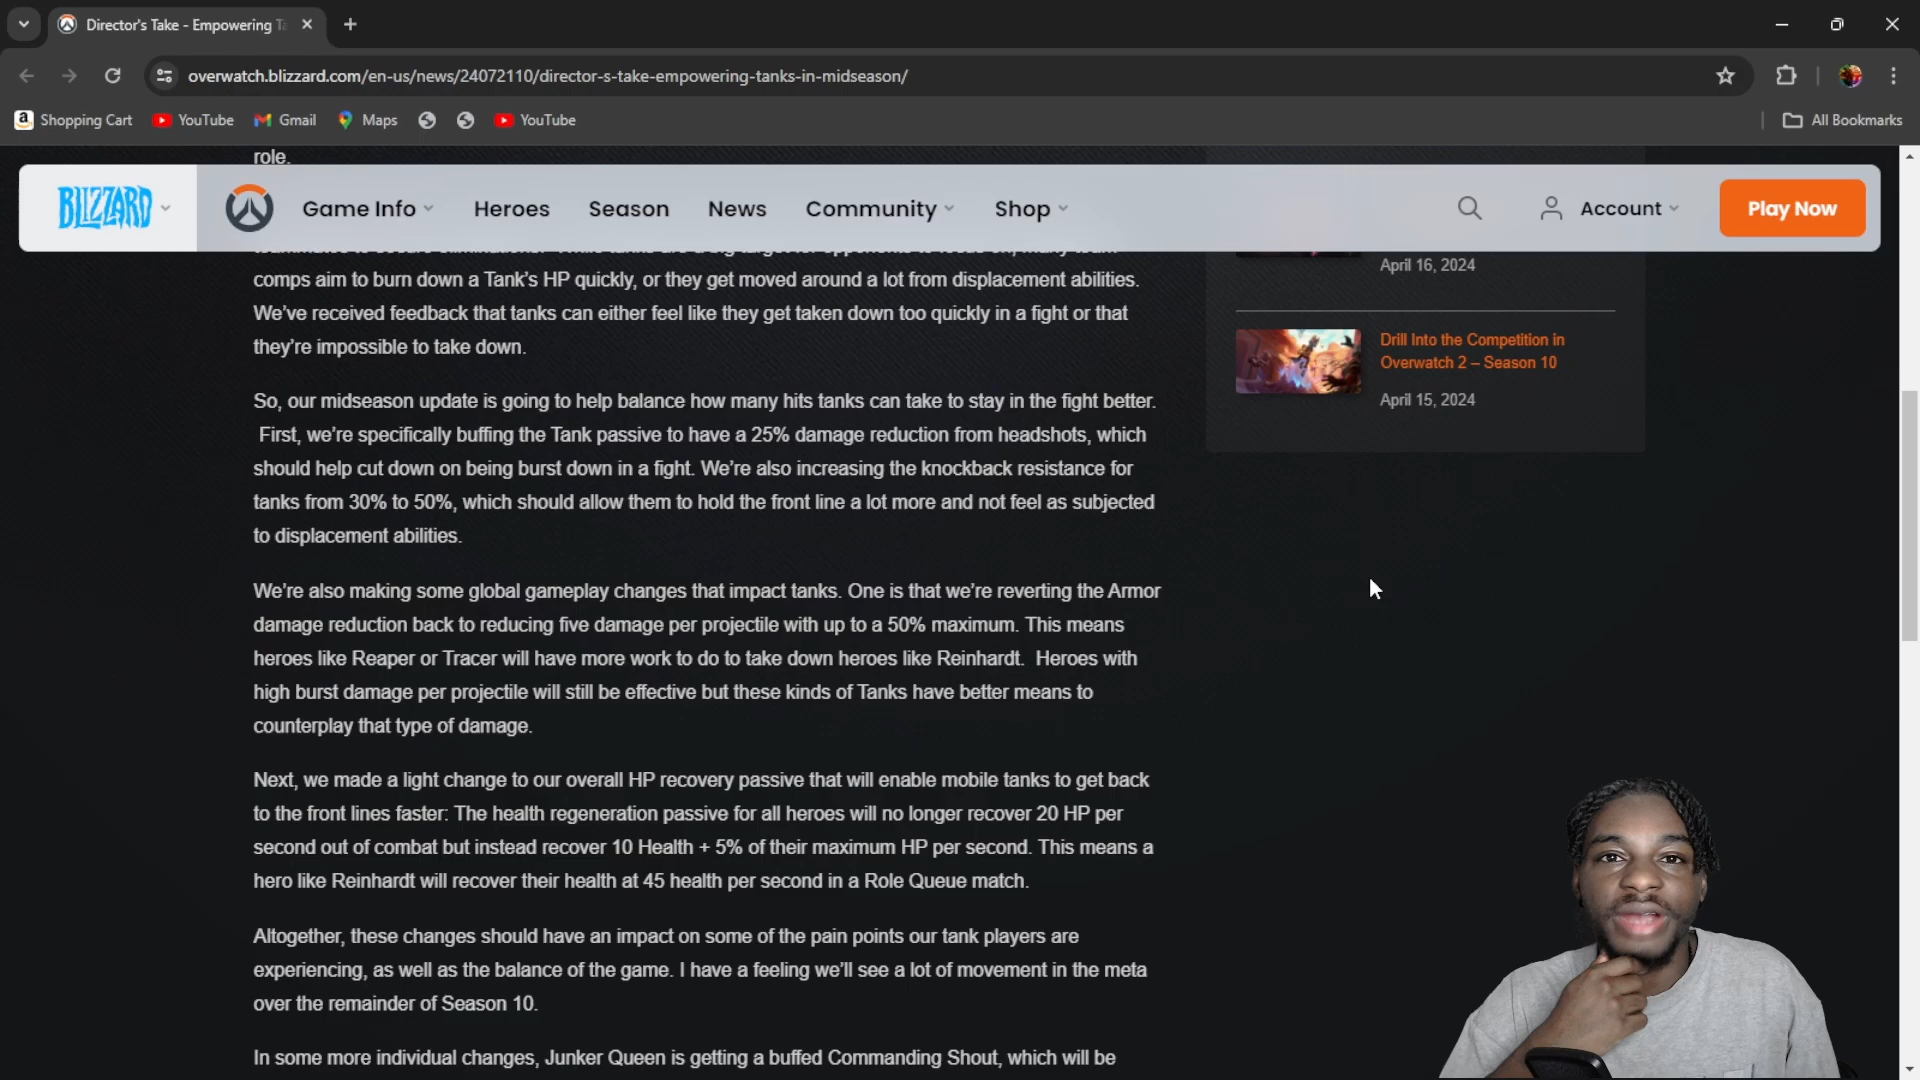 Director's Take - Empowering Ta
overwatch.blizzard.com/en-us/news/24072110/director-s-take-empowering-tanks-in-midseason/
Shopping Cart YouTube Gmail Maps YouTube All Bookmarks
role.
BLIZZARD Game Info Heroes Season News Community Shop Account Play Now
comps aim to burn down a Tank's HP quickly, or they get moved around a lot from displacement abilities.
We've received feedback that tanks can either feel like they get taken down too quickly in a fight or that
they're impossible to take down.
So, our midseason update is going to help balance how many hits tanks can take to stay in the fight better.
First, we're specifically buffing the Tank passive to have a 25% damage reduction from headshots, which
should help cut down on being burst down in a fight. We're also increasing the knockback resistance for
tanks from 30% to 50%, which should allow them to hold the front line a lot more and not feel as subjected
to displacement abilities.
We're also making some global gameplay changes that impact tanks. One is that we're reverting the Armor
damage reduction back to reducing five damage per projectile with up to a 50% maximum. This means
heroes like Reaper or Tracer will have more work to do to take down heroes like Reinhardt. Heroes with
high burst damage per projectile will still be effective but these kinds of Tanks have better means to
counterplay that type of damage.
Next, we made a light change to our overall HP recovery passive that will enable mobile tanks to get back
to the front lines faster: The health regeneration passive for all heroes will no longer recover 20 HP per
second out of combat but instead recover 10 Health + 5% of their maximum HP per second. This means a
hero like Reinhardt will recover their health at 45 health per second in a Role Queue match.
Altogether, these changes should have an impact on some of the pain points our tank players are
experiencing, as well as the balance of the game. I have a feeling we'll see a lot of movement in the meta
over the remainder of Season 10.
In some more individual changes, Junker Queen is getting a buffed Commanding Shout, which will be
April 16, 2024
Drill Into the Competition in
Overwatch 2 – Season 10
April 15, 2024